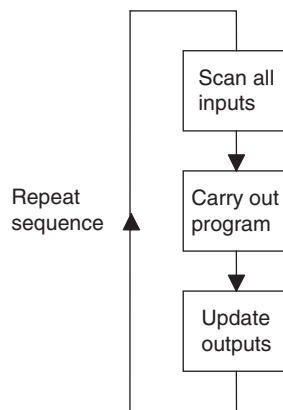 Scan all
inputs
Repeat
sequence
Carry out
program
Update
outputs